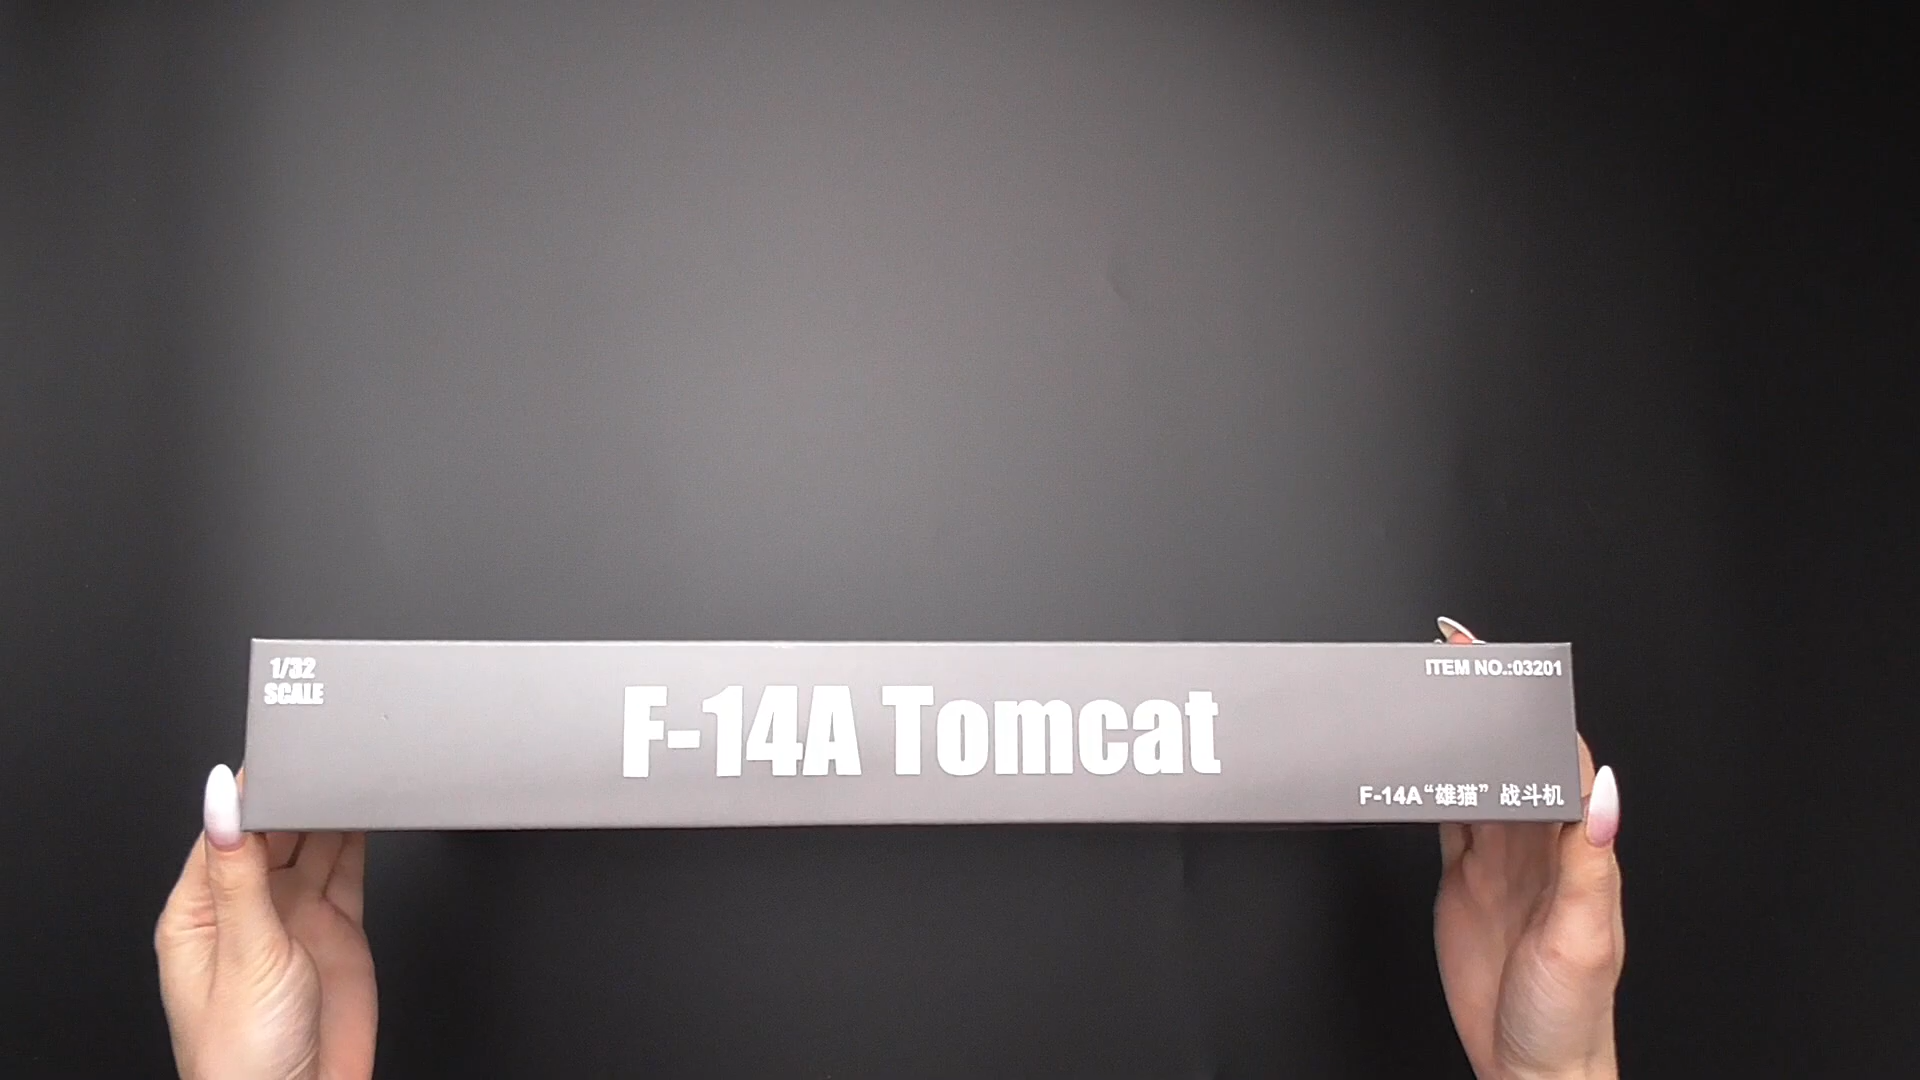 1/32
SCALE
F-14A Tomcat
ITEM NO.:03201
F-14A“雄猫” 战斗机